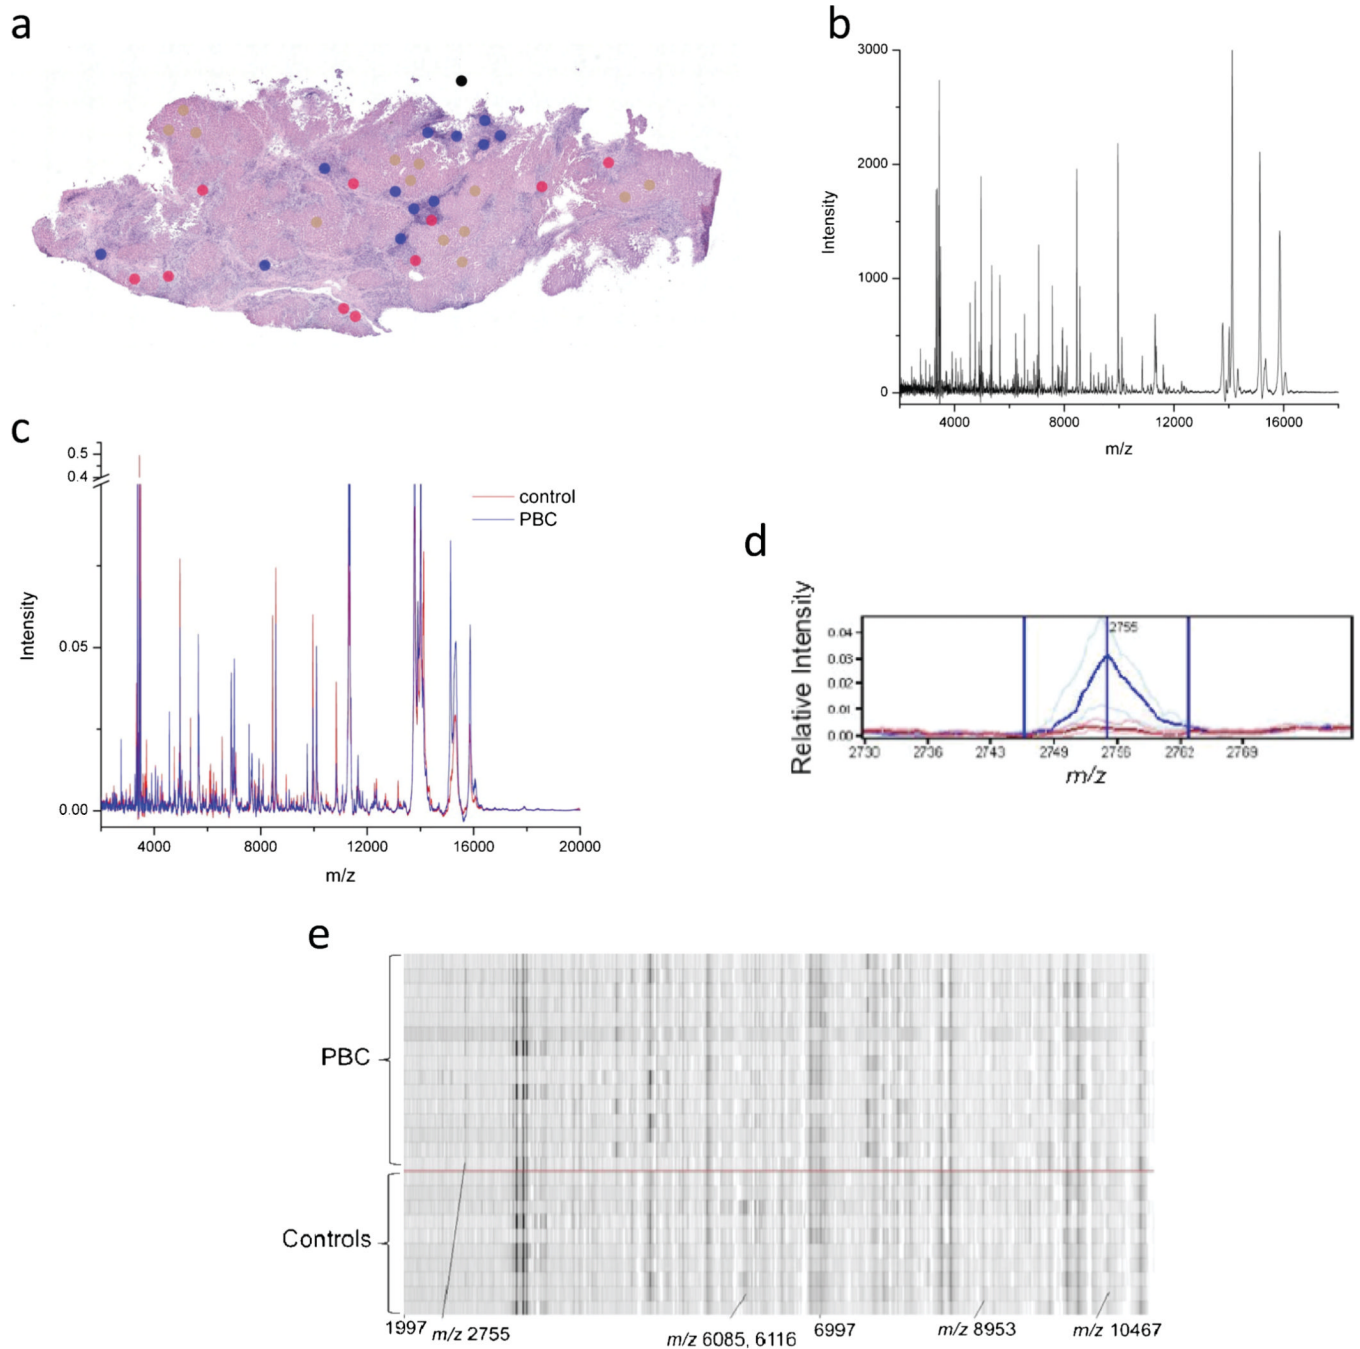 a
b
3000
2000
1000
0
Intensity
4000
8000
12000
16000
m/z
c
0.5
0.4
0.05
0.00
Intensity
control
PBC
4000
8000
12000
16000
20000
m/z
d
Relative Intensity
0.04
0.03
0.02
0.01
0.00
2755
2730
2736
2743
2749
2756
2762
2769
m/z
e
PBC
Controls
1997
m/z 2755
m/z 6085, 6116
6997
m/z 8953
m/z 10467